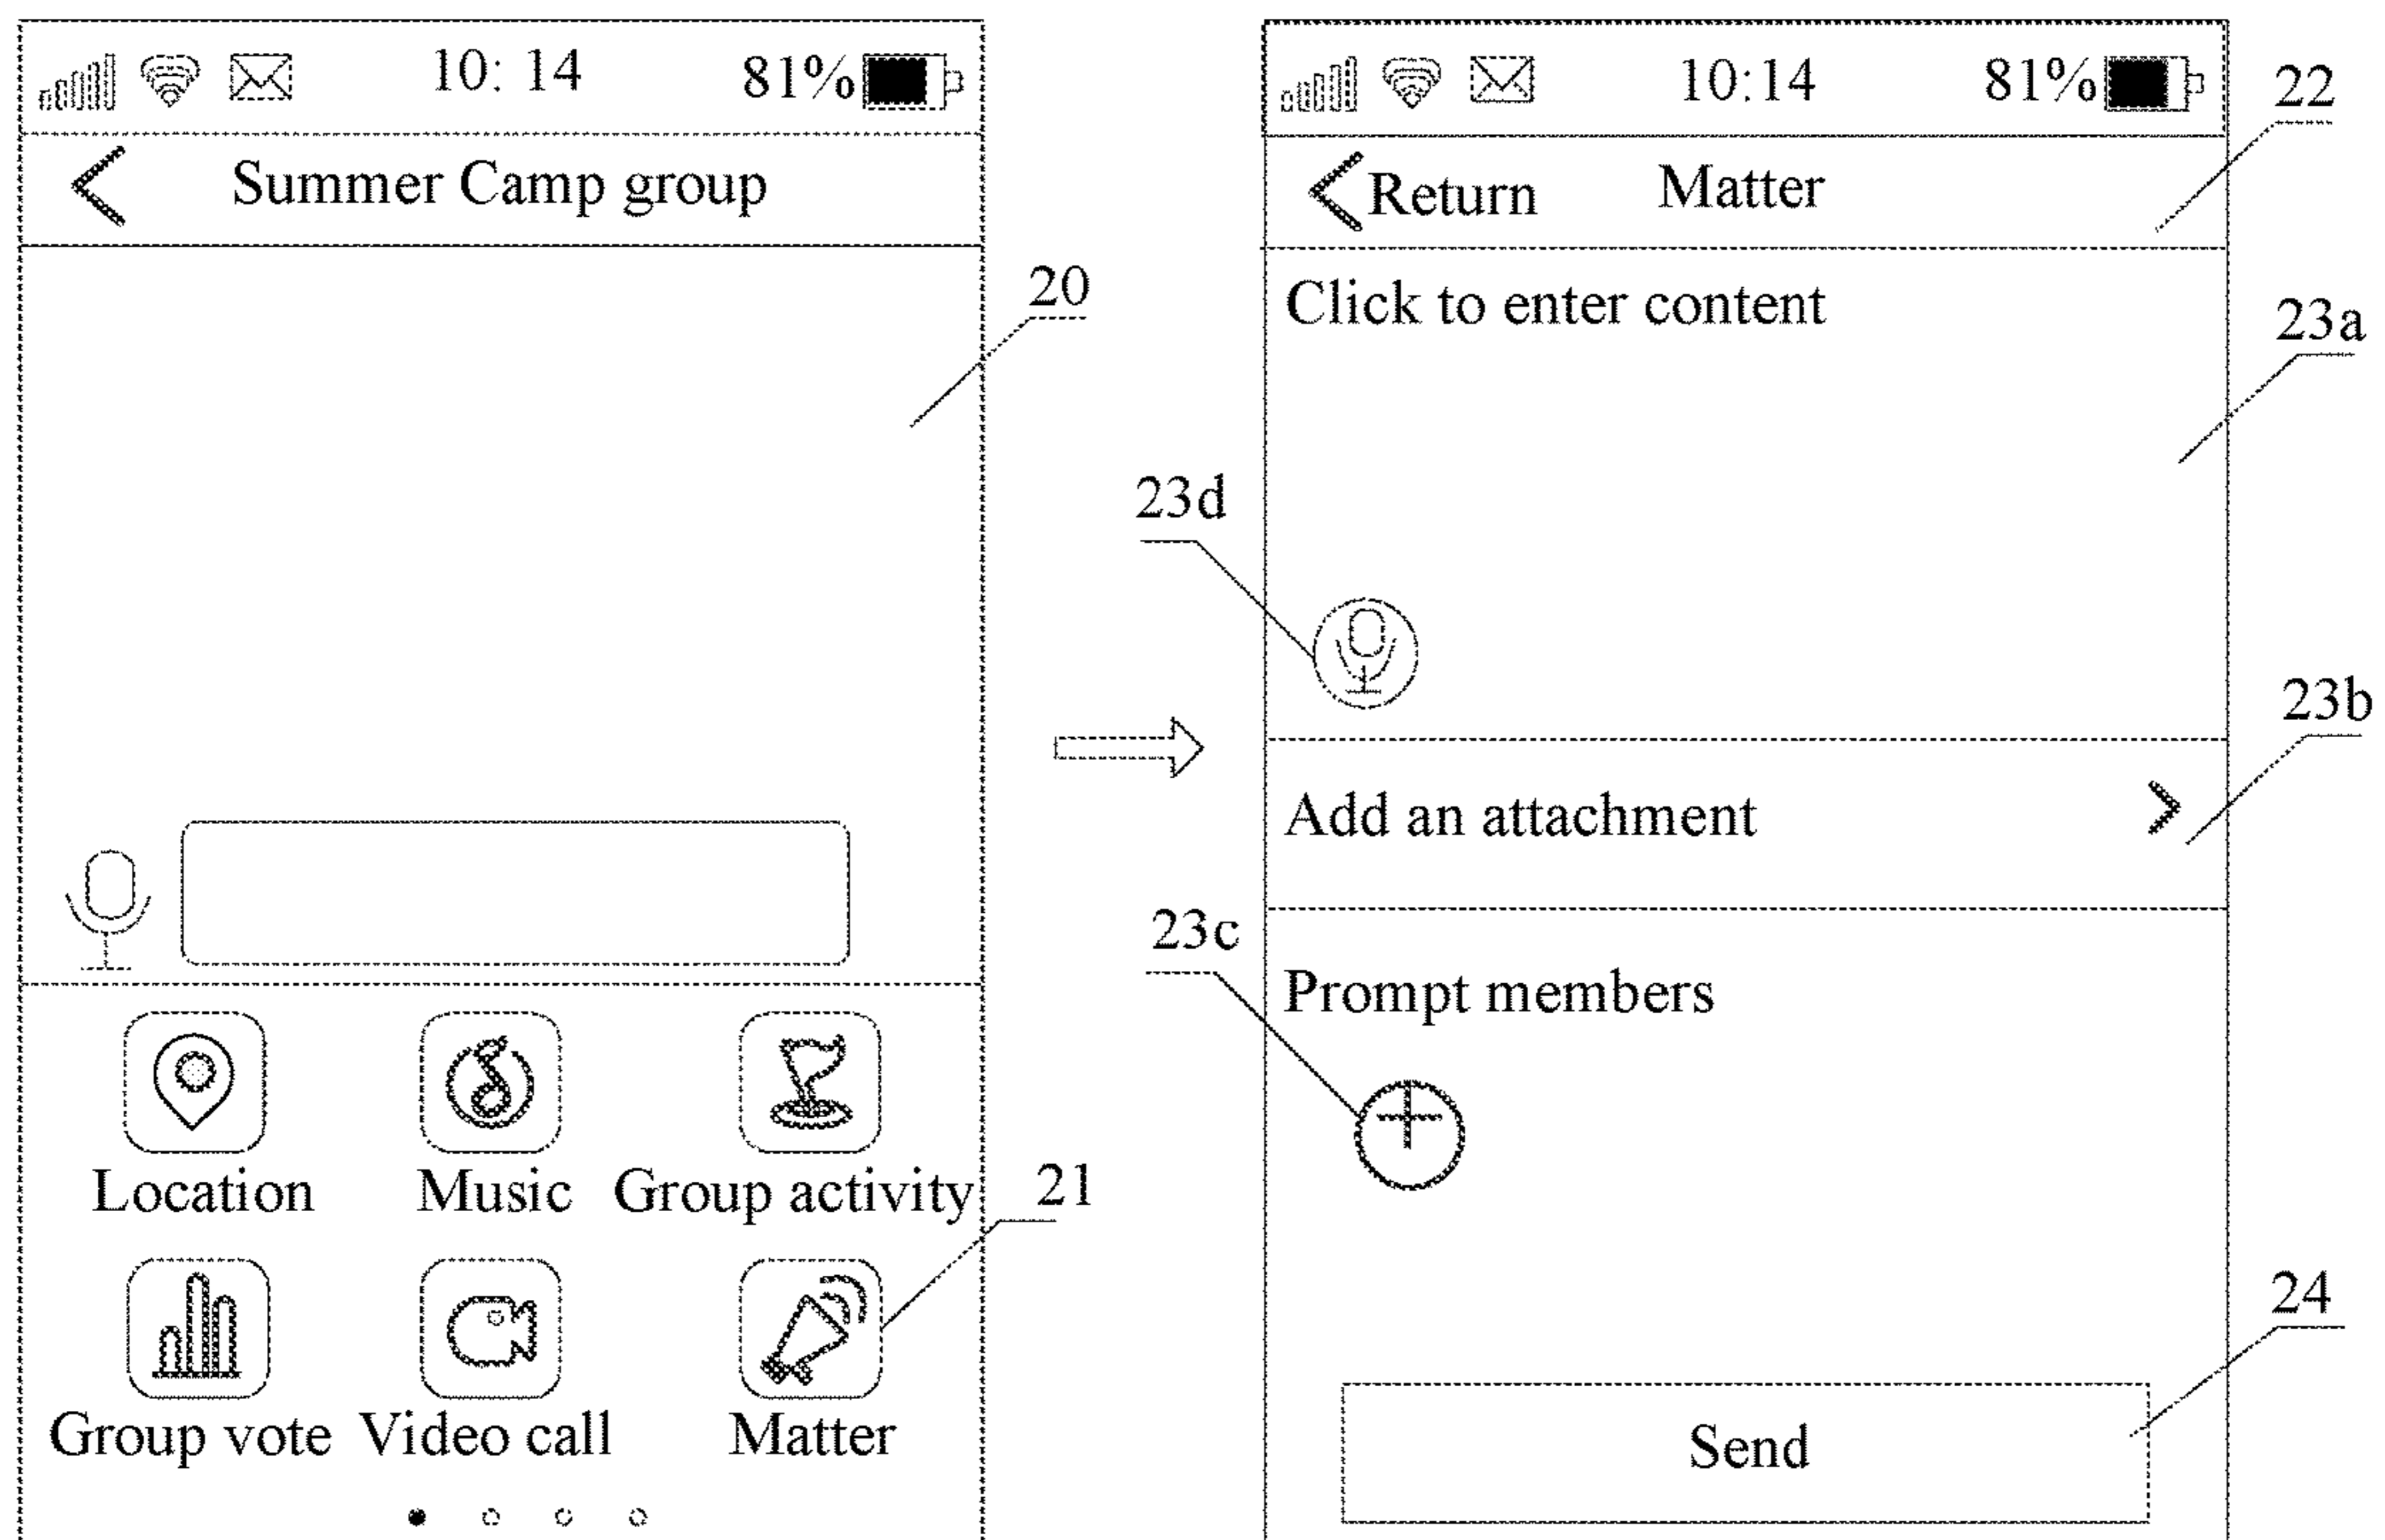 10: 14 81%
Summer Camp group
20
Location Music Group activity
21
Group vote Video call Matter
10:14 81%
22
Return Matter
Click to enter content
23a
23d
23b
Add an attachment
23c
Prompt members
24
Send